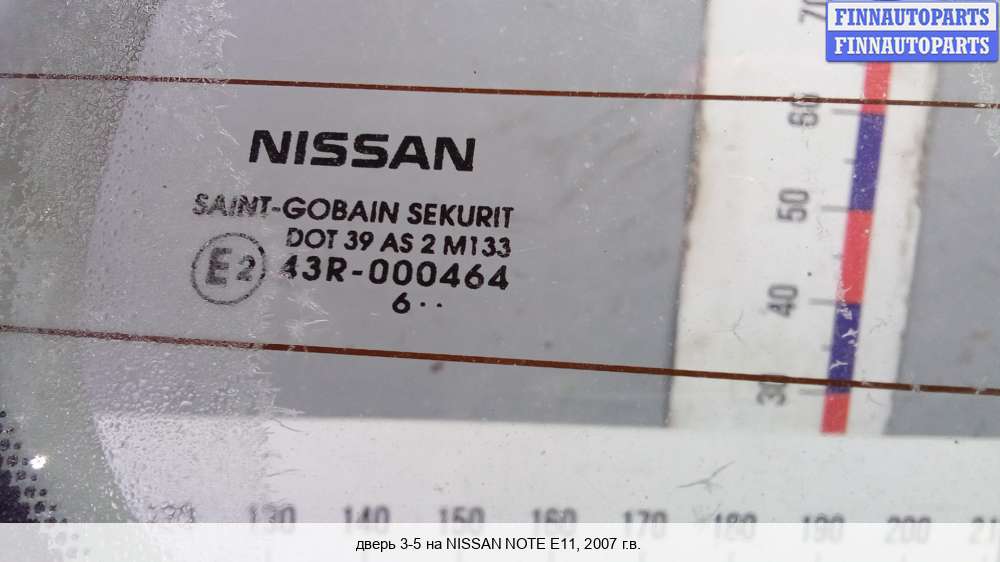 FINNAUTOPARTS
FINNAUTOPARTS
70
60
NISSAN
SAINT-GOBAIN SEKURIT
50
DOT 39 AS 2 M133
E2 43R-000464
6··
40
30
130 140 150 160 170 180 190 200
дверь 3-5 на NISSAN NOTE E11, 2007 г.в.